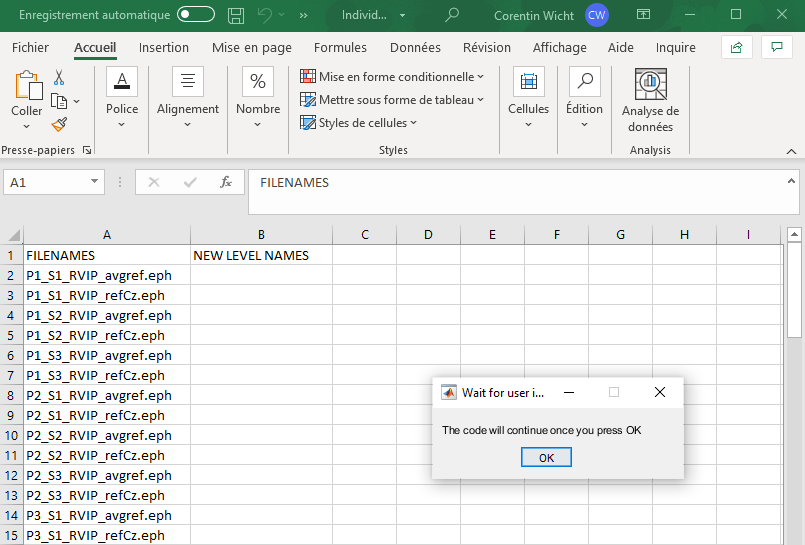 Enregistrement automatique
Individ...
Corentin Wicht
CW
Fichier Accueil Insertion Mise en page Formules Données Révision Affichage Aide Inquire
Coller
Presse-papiers
A
Police
Alignement
%
Nombre
Mise en forme conditionnelle
Mettre sous forme de tableau
Styles de cellules
Styles
Cellules
Édition
Analyse de
données
Analysis
A1
fx
FILENAMES
A B C D E F G H I
1 FILENAMES NEW LEVEL NAMES
2 P1_S1_RVIP_avgref.eph
3 P1_S1_RVIP_refCz.eph
4 P1_S2_RVIP_avgref.eph
5 P1_S2_RVIP_refCz.eph
6 P1_S3_RVIP_avgref.eph
7 P1_S3_RVIP_refCz.eph
8 P2_S1_RVIP_avgref.eph
9 P2_S1_RVIP_refCz.eph
10 P2_S2_RVIP_avgref.eph
11 P2_S2_RVIP_refCz.eph
12 P2_S3_RVIP_avgref.eph
13 P2_S3_RVIP_refCz.eph
14 P3_S1_RVIP_avgref.eph
15 P3_S1_RVIP_refCz.eph
Wait for user i...
The code will continue once you press OK
OK